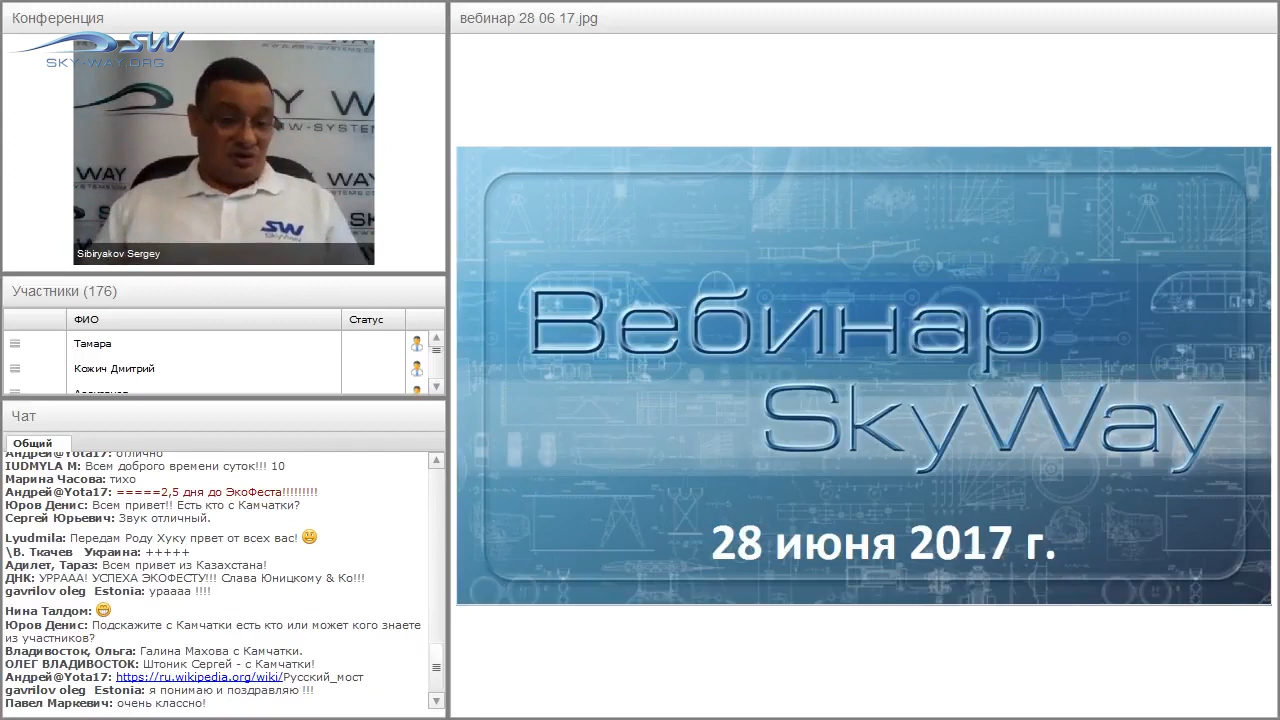 Конференция
SW
SKY-WAY.ORG
WAY
SkyWay
Sibiryakov Sergey
Участники (176)
ФИО Статус
Тамара
Кожич Дмитрий
Чат
Общий
Андрей@Yota17: отлично
IUDMYLA M: Всем доброго времени суток!!! 10
Марина Часова: тихо
Андрей@Yota17: =====2,5 дня до ЭкоФеста!!!!!!!!!
Юров Денис: Всем привет!! Есть кто с Камчатки?
Сергей Юрьевич: Звук отличный.
Lyudmila: Передам Роду Хуку првет от всех вас!
\В. Ткачев Украина: +++++
Адилет, Тараз: Всем привет из Казахстана!
ДНК: УРРААА! УСПЕХА ЭКОФЕСТУ!!! Слава Юницкому & Ко!!!
gavrilov oleg Estonia: ураааа !!!!
Нина Талдом:
Юров Денис: Подскажите с Камчатки есть кто или может кого знаете
из участников?
Владивосток, Ольга: Галина Махова с Камчатки.
ОЛЕГ ВЛАДИВОСТОК: Штоник Сергей - с Камчатки!
Андрей@Yota17: https://ru.wikipedia.org/wiki/Русский_мост
gavrilov oleg Estonia: я понимаю и поздравляю !!!
Павел Маркевич: очень классно!
вебинар 28 06 17.jpg
Вебинар
SkyWay
28 июня 2017 г.